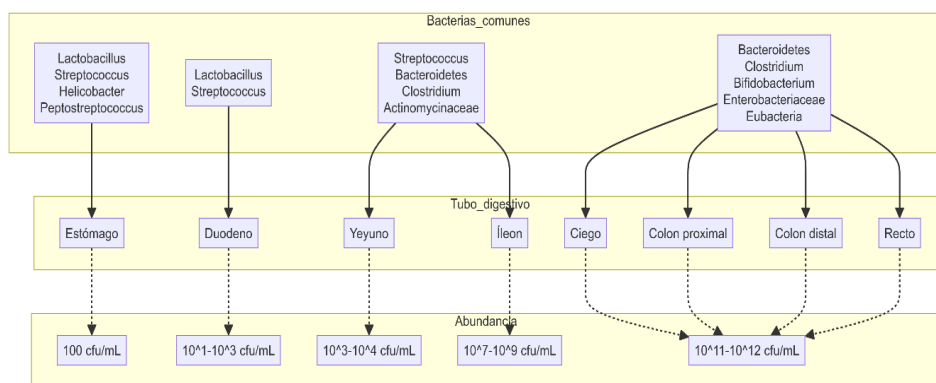 Bacterias_comunes
Lactobacillus
Streptococcus
Helicobacter
Peptostreptococcus
Lactobacillus
Streptococcus
Streptococcus
Bacteroidetes
Clostridium
Actinomycinaceae
Bacteroidetes
Clostridium
Bifidobacterium
Enterobacteriaceae
Eubacteria
Tubo_digestivo
Estómago
Duodeno
Yeyuno
Íleon
Ciego
Colon proximal
Colon distal
Recto
Abundancia
100 cfu/mL
10^1-10^3 cfu/mL
10^3-10^4 cfu/mL
10^7-10^9 cfu/mL
10^11-10^12 cfu/mL